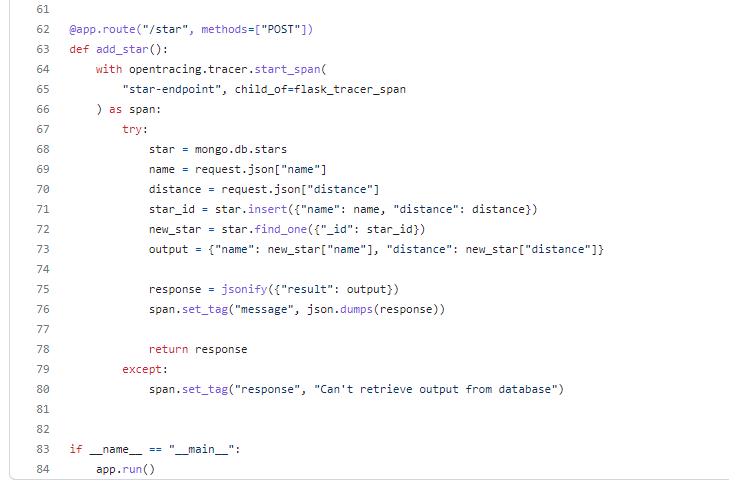 61
62 @app.route("/star", methods=["POST"])
63 def add_star():
64     with opentracing.tracer.start_span(
65         "star-endpoint", child_of=flask_tracer_span
66     ) as span:
67         try:
68             star = mongo.db.stars
69             name = request.json["name"]
70             distance = request.json["distance"]
71             star_id = star.insert({"name": name, "distance": distance})
72             new_star = star.find_one({"_id": star_id})
73             output = {"name": new_star["name"], "distance": new_star["distance"]}
74
75             response = jsonify({"result": output})
76             span.set_tag("message", json.dumps(response))
77
78             return response
79         except:
80             span.set_tag("response", "Can't retrieve output from database")
81
82
83 if __name__ == "__main__":
84     app.run()